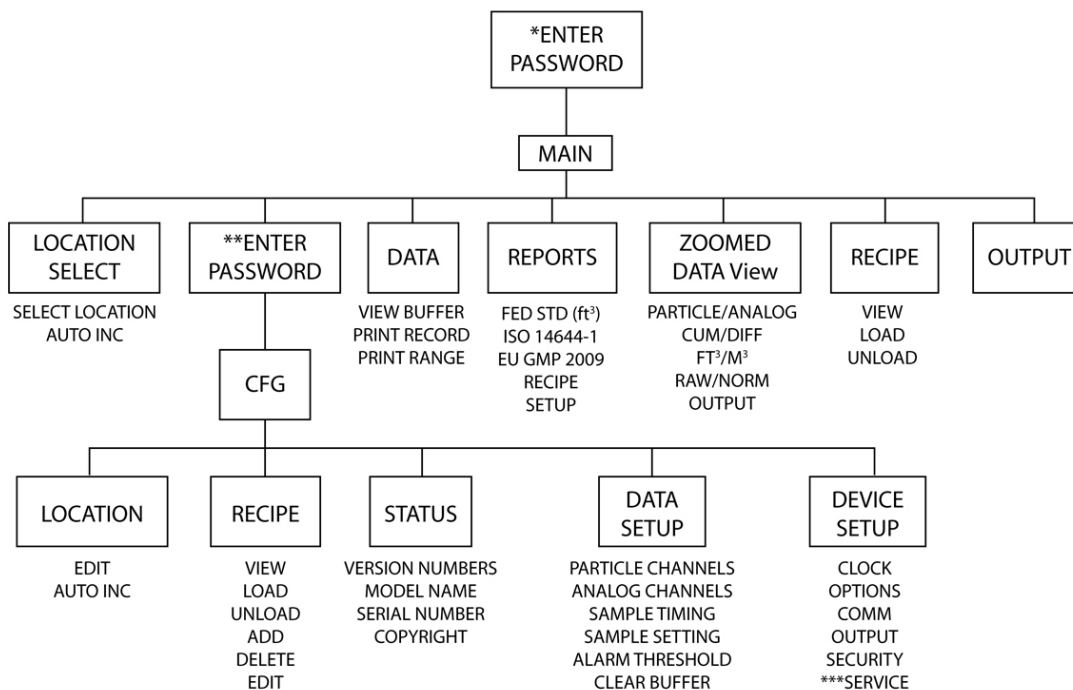 *ENTER
PASSWORD
MAIN
LOCATION
SELECT
SELECT LOCATION
AUTO INC
**ENTER
PASSWORD
DATA
VIEW BUFFER
PRINT RECORD
PRINT RANGE
REPORTS
FED STD (ft³)
ISO 14644-1
EU GMP 2009
RECIPE
SETUP
ZOOMED
DATA View
PARTICLE/ANALOG
CUM/DIFF
FT³/M³
RAW/NORM
OUTPUT
RECIPE
VIEW
LOAD
UNLOAD
OUTPUT
CFG
LOCATION
EDIT
AUTO INC
RECIPE
VIEW
LOAD
UNLOAD
ADD
DELETE
EDIT
STATUS
VERSION NUMBERS
MODEL NAME
SERIAL NUMBER
COPYRIGHT
DATA
SETUP
PARTICLE CHANNELS
ANALOG CHANNELS
SAMPLE TIMING
SAMPLE SETTING
ALARM THRESHOLD
CLEAR BUFFER
DEVICE
SETUP
CLOCK
OPTIONS
COMM
OUTPUT
SECURITY
***SERVICE